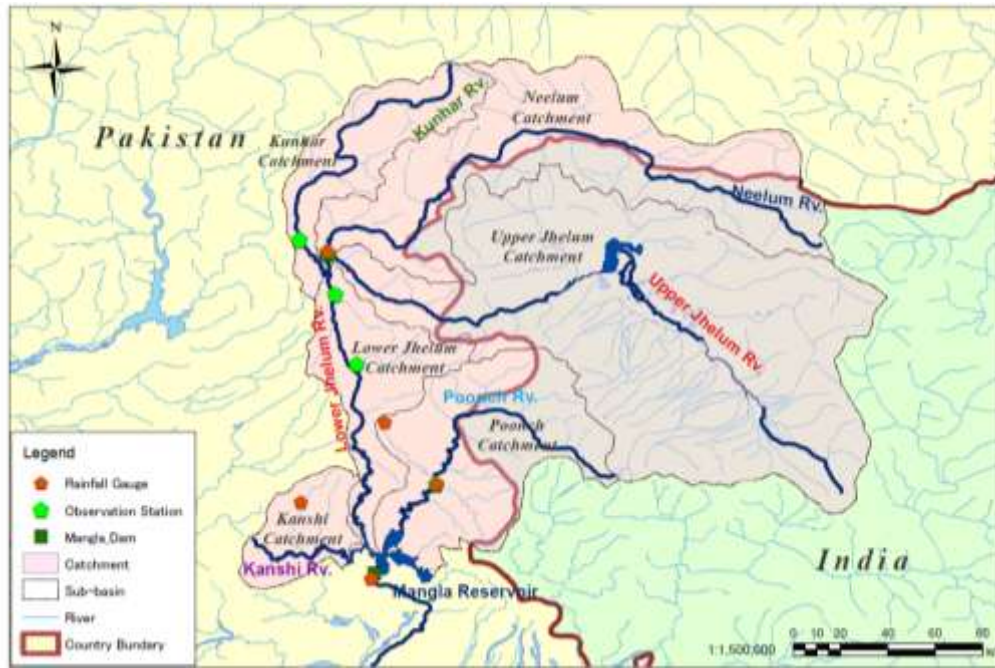 N
Pakistan
Kunhar
Catchment
Kunhar Rv.
Neelum
Catchment
Neelum Rv.
Upper Jhelum
Catchment
Upper Jhelum Rv.
Lower Jhelum
Catchment
Lower Jhelum Rv.
Poonch Rv.
Poonch
Catchment
Kanshi
Catchment
Kanshi Rv.
Mangla Reservoir
India
Legend
Rainfall Gauge
Observation Station
Mangla_Dam
Catchment
Sub-basin
River
Country Bundary
1:1,500,000
0 10 20 40 60 80